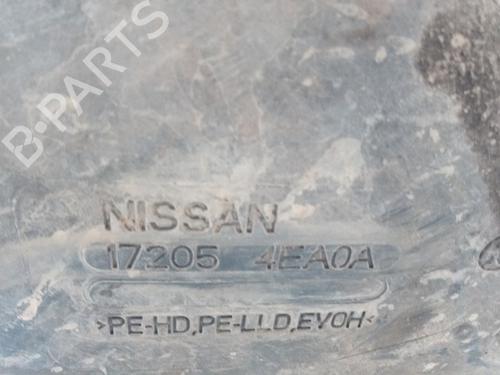 B-PARTS
NISSAN
17205 4EA0A
>PE-HD,PE-LLD,EVOH<